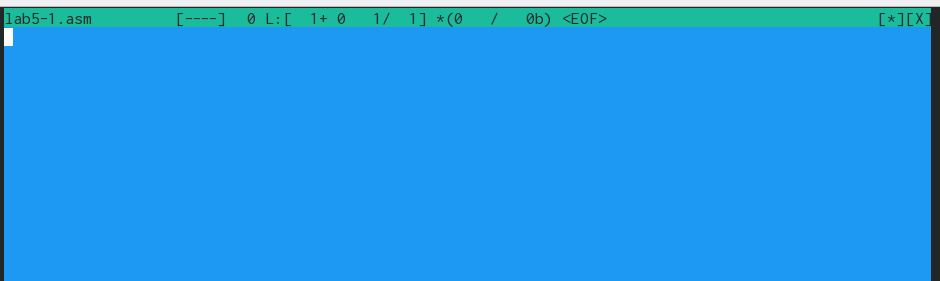 lab5-1.asm [----] 0 L:[ 1+ 0 1/ 1] *(0 / 0b) <EOF> [*][X]